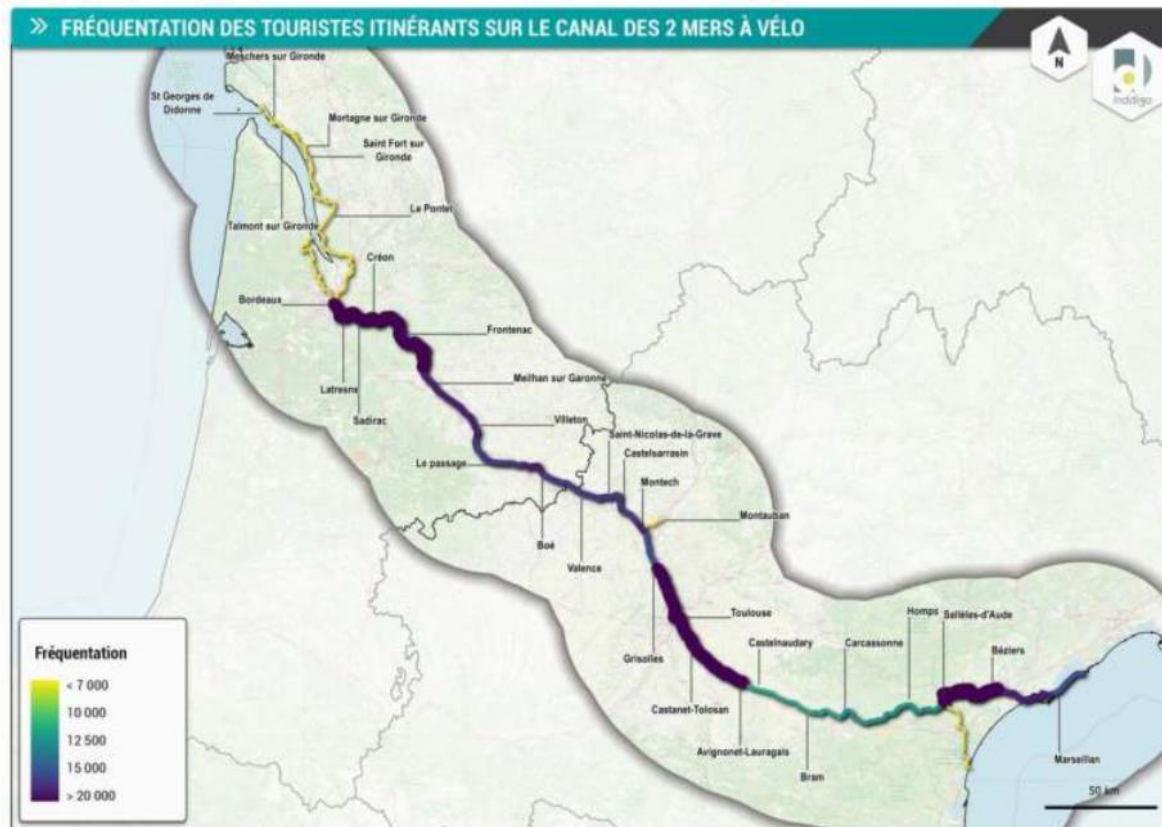 » FRÉQUENTATION DES TOURISTES ITINÉRANTS SUR LE CANAL DES 2 MERS À VÉLO
N
inddigo
Meschers sur Gironde
St Georges de
Didonne
Mortagne sur Gironde
Saint Fort sur
Gironde
Le Pontet
Talmont sur Gironde
Créon
Bordeaux
Frontenac
Latresne
Sadirac
Meilhan sur Garonne
Villeton
Saint-Nicolas-de-la-Grave
Castelsarrasin
Le passage
Montech
Montauban
Boé
Valence
Toulouse
Castelnaudary
Carcassonne
Homps
Sallèles-d'Aude
Béziers
Grisolles
Castanet-Tolosan
Avignonet-Lauragais
Bram
Marseillan
50 km
Fréquentation
< 7 000
10 000
12 500
15 000
> 20 000